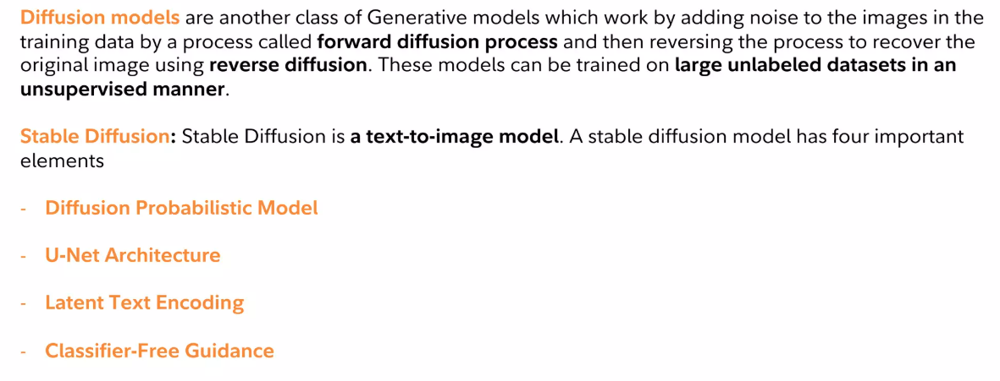 Diffusion models are another class of Generative models which work by adding noise to the images in the
training data by a process called forward diffusion process and then reversing the process to recover the
original image using reverse diffusion. These models can be trained on large unlabeled datasets in an
unsupervised manner.
Stable Diffusion: Stable Diffusion is a text-to-image model. A stable diffusion model has four important
elements
- Diffusion Probabilistic Model
- U-Net Architecture
- Latent Text Encoding
- Classifier-Free Guidance